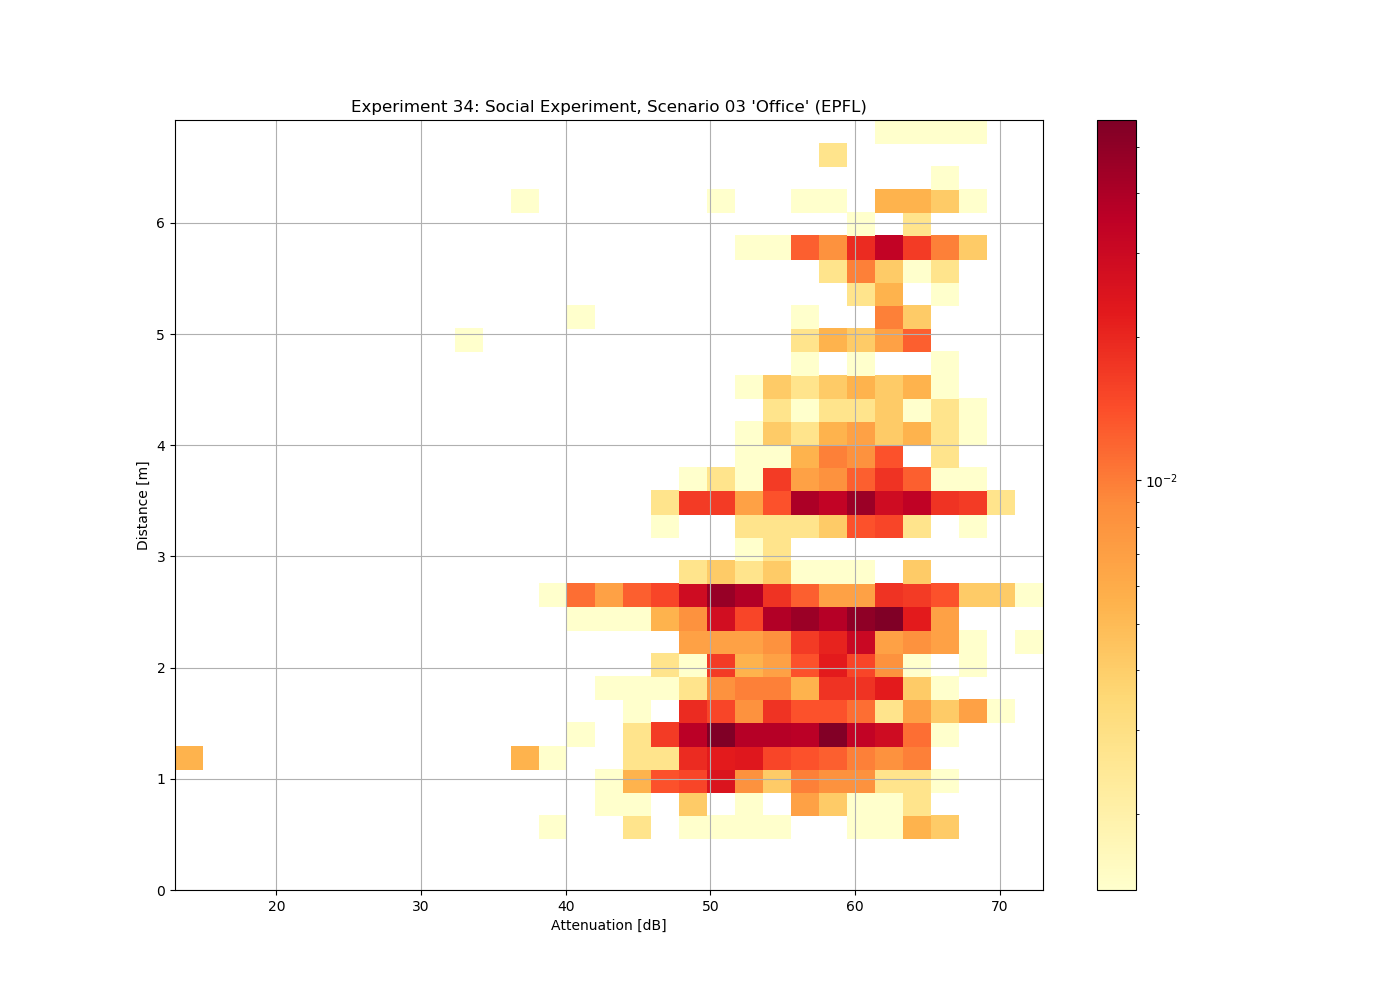 Experiment 34: Social Experiment, Scenario 03 'Office' (EPFL)
6
5
4
3
2
1
0
Distance [m]
20 30 40 50 60 70
Attenuation [dB]
10⁻²